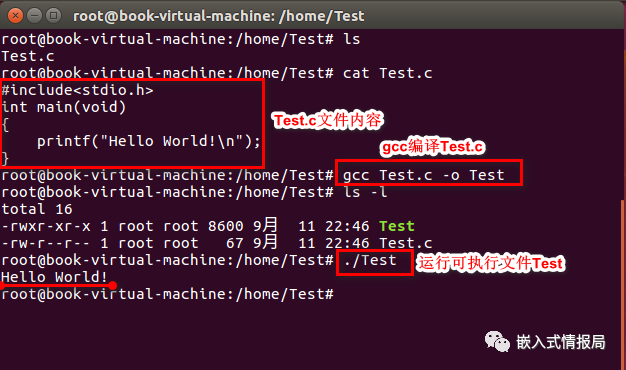 root@book-virtual-machine: /home/Test
root@book-virtual-machine:/home/Test# ls
Test.c
root@book-virtual-machine:/home/Test# cat Test.c
#include<stdio.h>
int main(void)
{
    printf("Hello World!\n");
}
Test.c文件内容
gcc编译Test.c
root@book-virtual-machine:/home/Test# gcc Test.c -o Test
root@book-virtual-machine:/home/Test# ls -l
total 16
-rwxr-xr-x 1 root root 8600 9月  11 22:46 Test
-rw-r--r-- 1 root root   67 9月  11 22:46 Test.c
root@book-virtual-machine:/home/Test# ./Test
运行可执行文件Test
Hello World!
root@book-virtual-machine:/home/Test#
嵌入式情报局